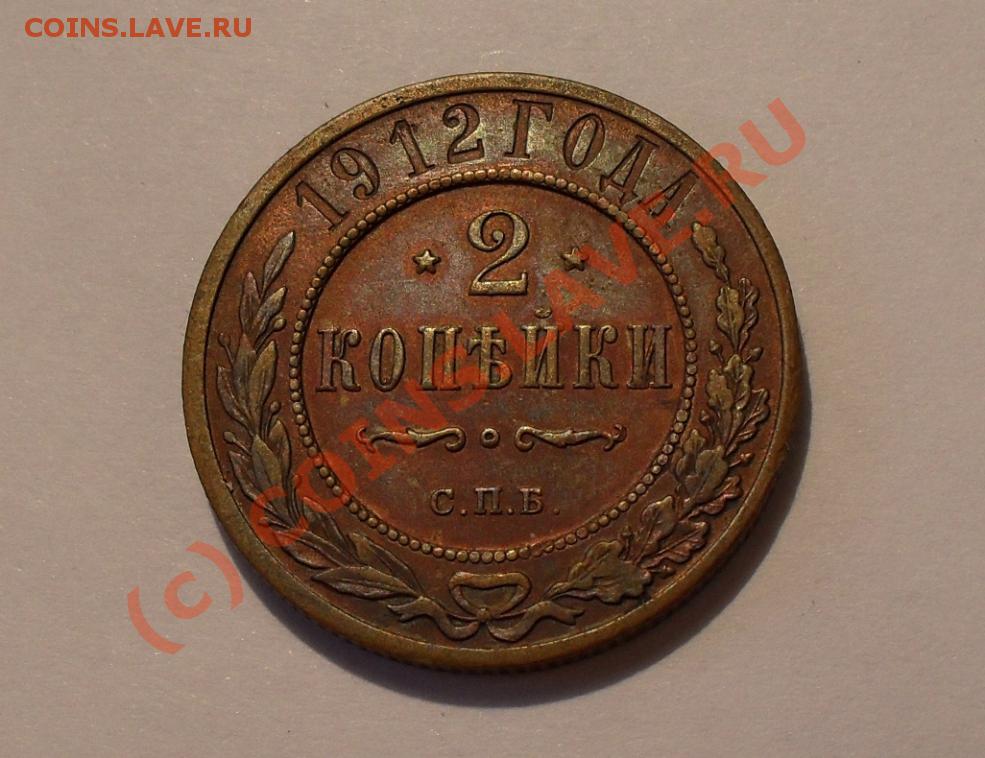 COINS.LAVE.RU
1912 ГОДА
2
КОПѢЙКИ
С.П.Б.
(c) COINS.LAVE.RU